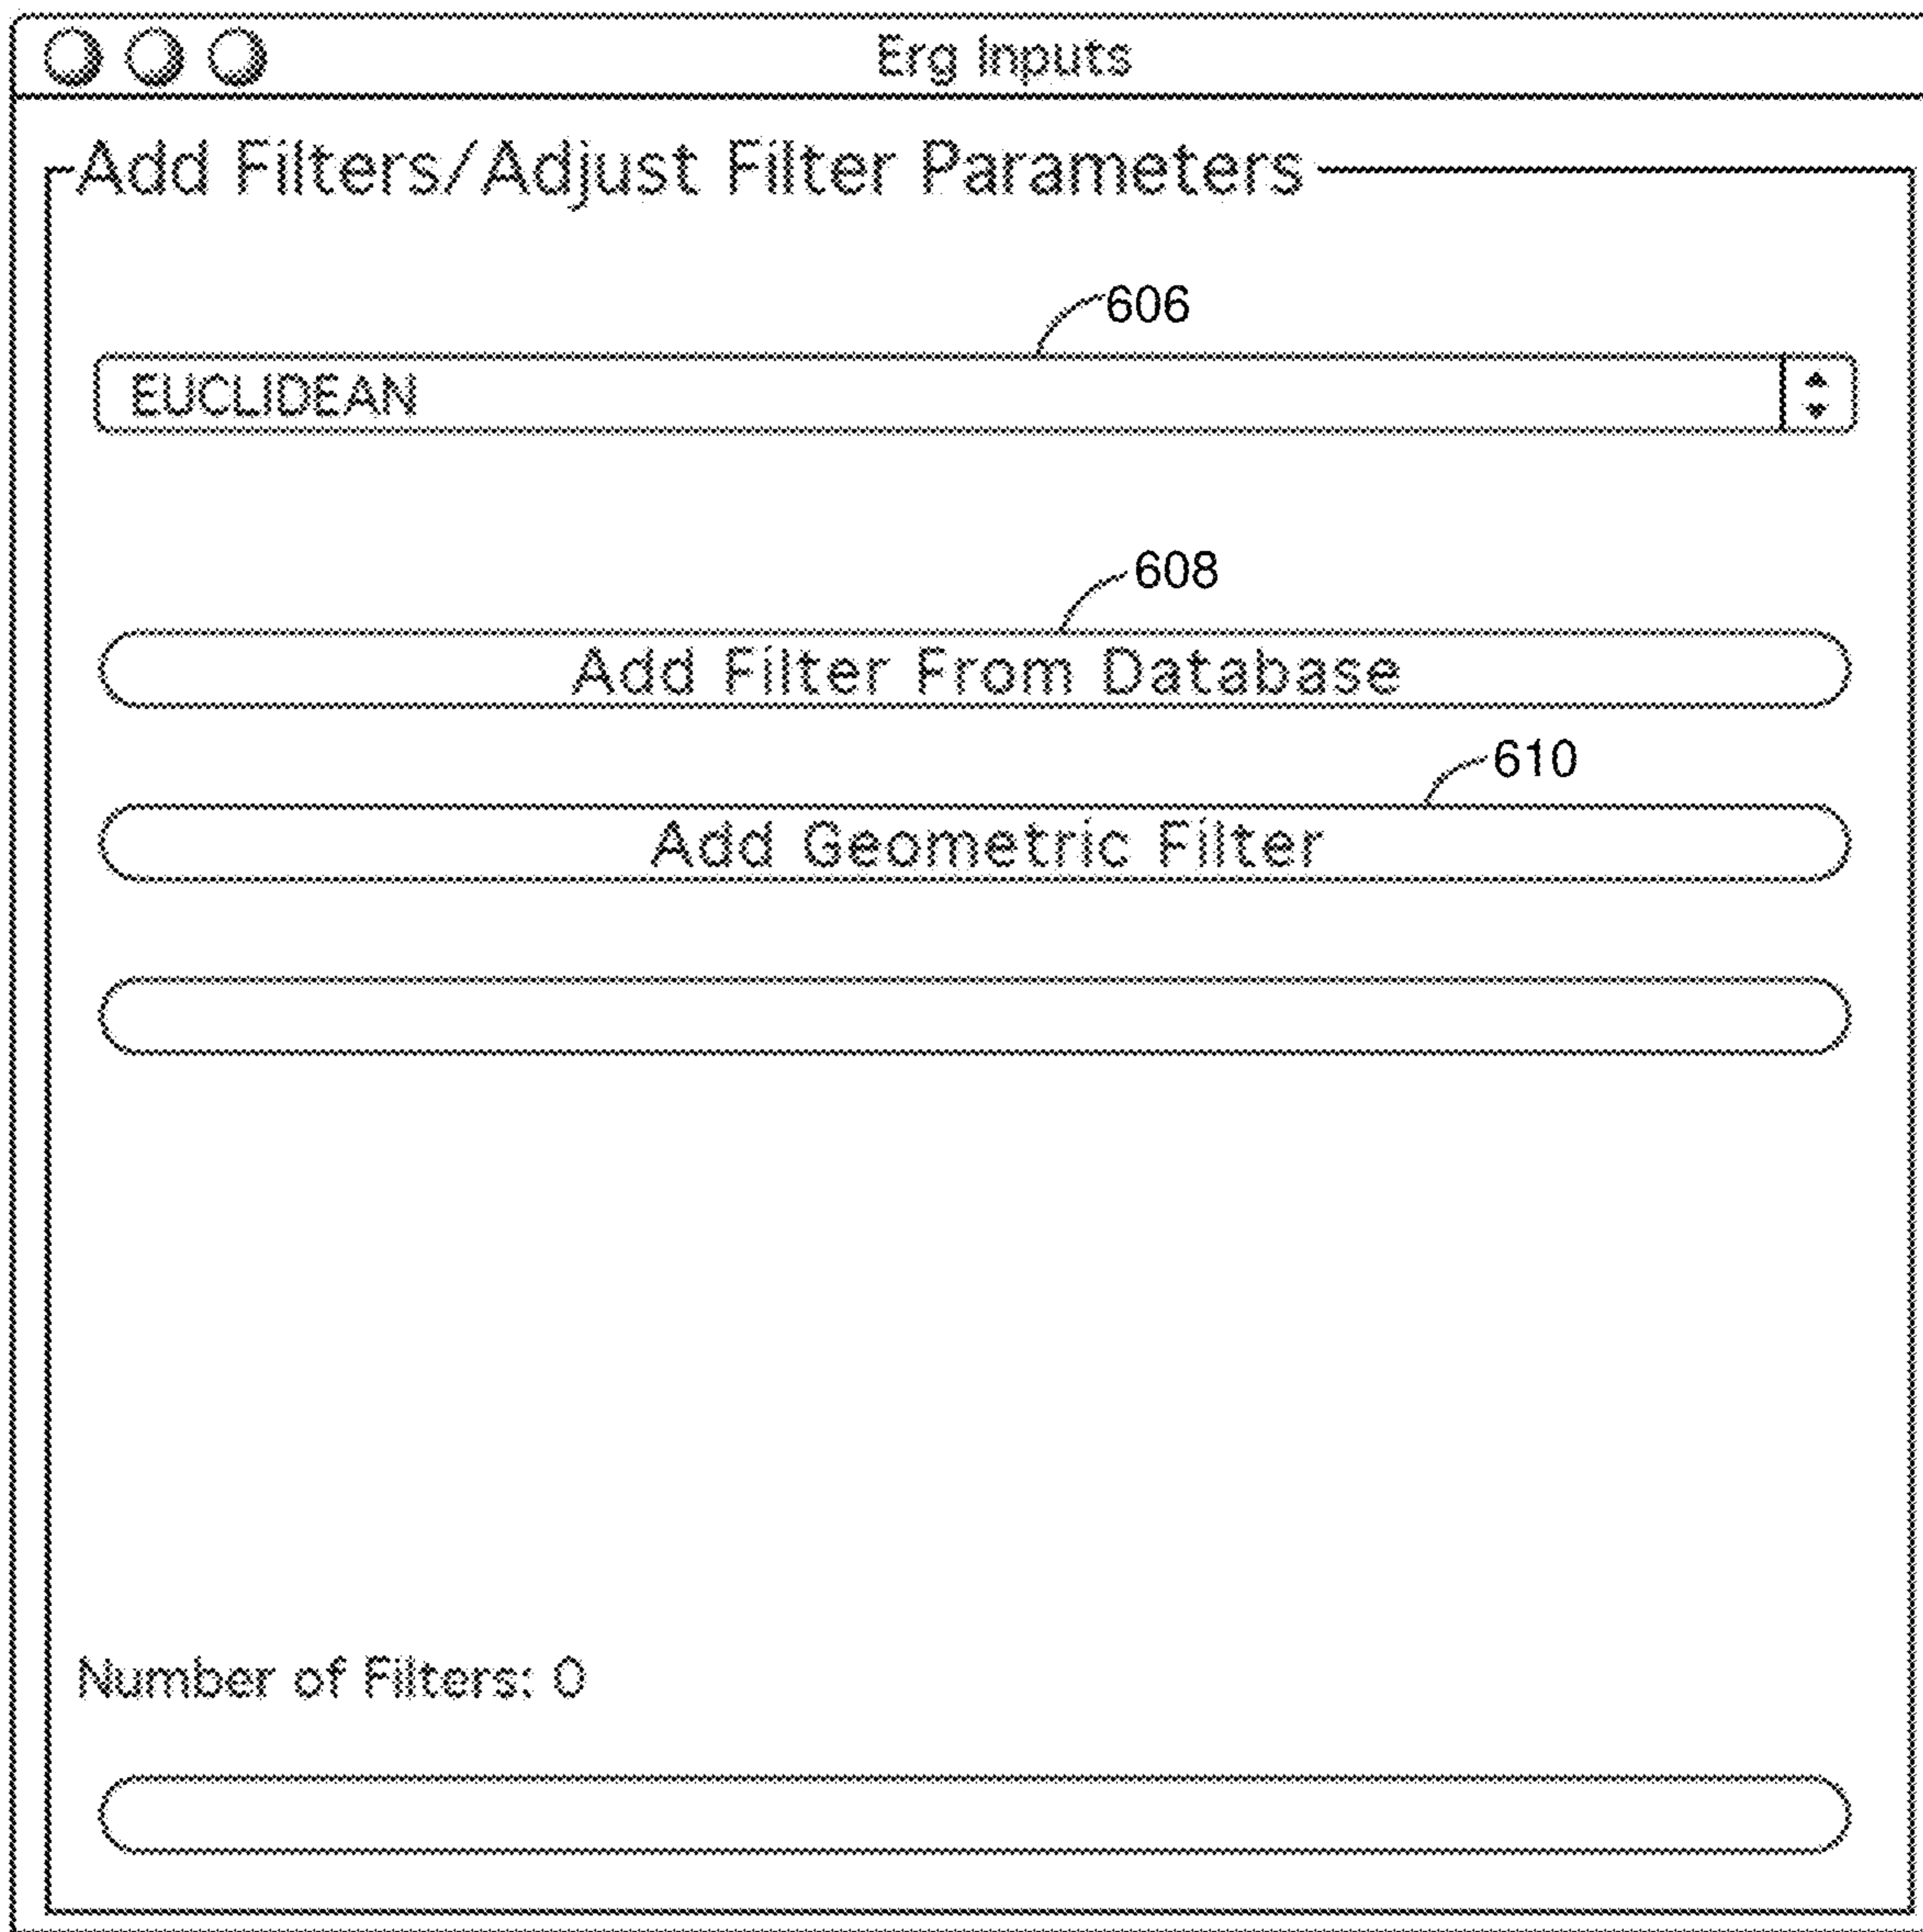 Erg Inputs
Add Filters/Adjust Filter Parameters
606
EUCLIDEAN
608
Add Filter From Database
610
Add Geometric Filter
Number of Filters: 0